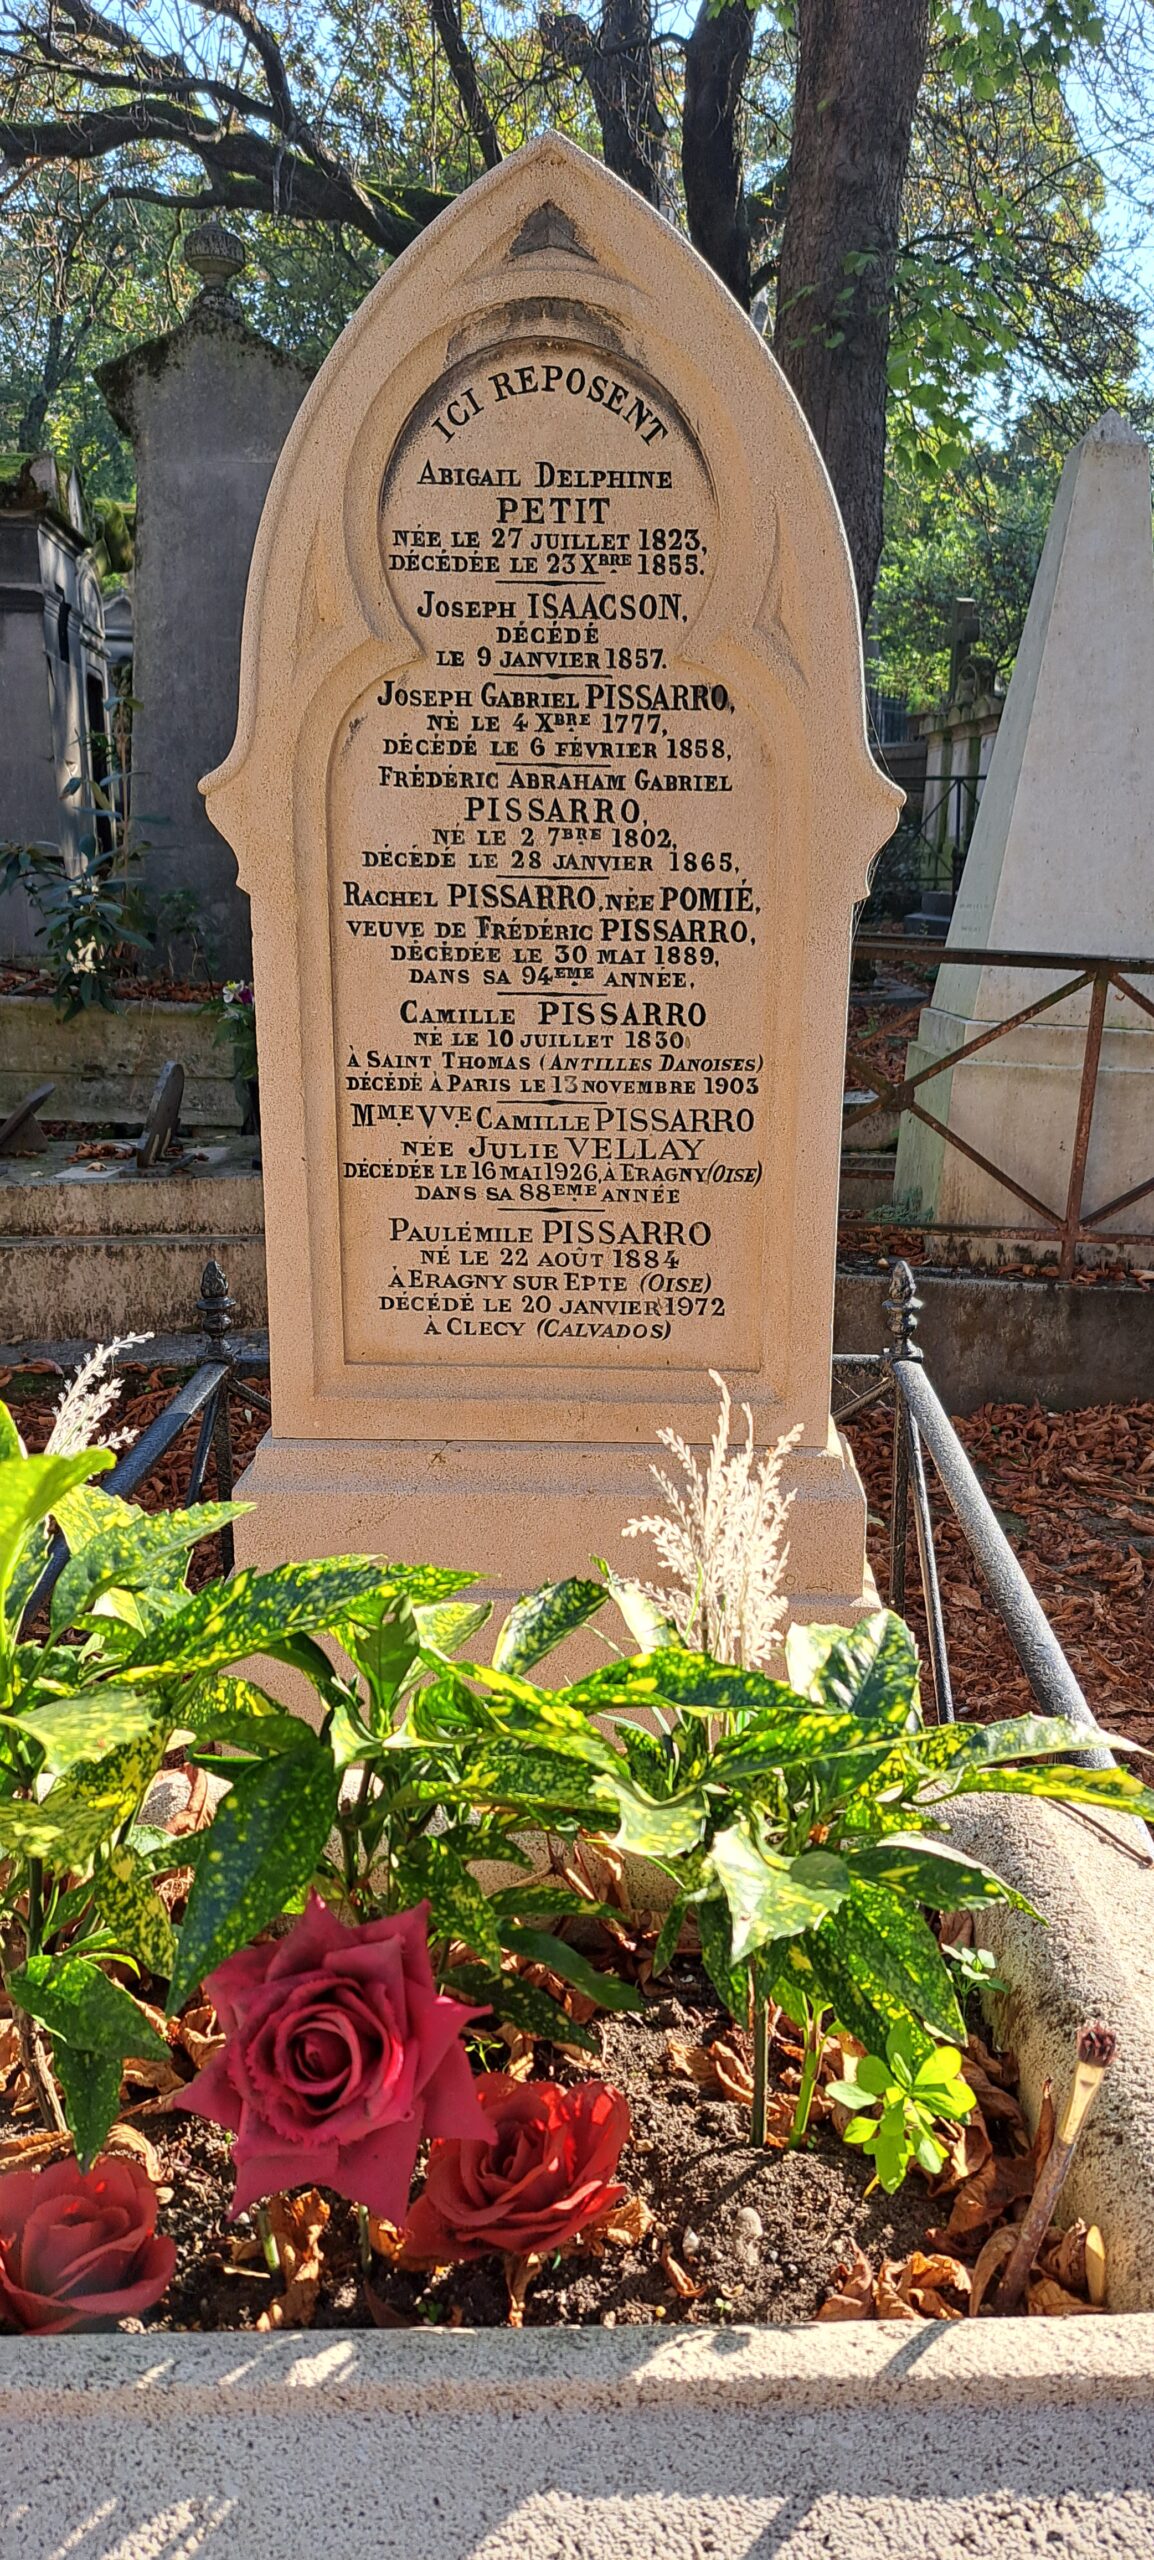 ICI REPOSENT
ABIGAIL DELPHINE
PETIT
NÉE LE 27 JUILLET 1823,
DÉCÉDÉE LE 23 XBRE 1855.
JOSEPH ISAACSON,
DÉCÉDÉ
LE 9 JANVIER 1857.
JOSEPH GABRIEL PISSARRO,
NÉ LE 4 XBRE 1777,
DÉCÉDÉ LE 6 FÉVRIER 1858,
FRÉDÉRIC ABRAHAM GABRIEL
PISSARRO,
NÉ LE 2 7BRE 1802,
DÉCÉDÉ LE 28 JANVIER 1865,
RACHEL PISSARRO, NÉE POMIÉ,
VEUVE DE FRÉDÉRIC PISSARRO,
DÉCÉDÉE LE 30 MAI 1889,
DANS SA 94EME ANNÉE.
CAMILLE PISSARRO
NÉ LE 10 JUILLET 1830
À SAINT THOMAS (ANTILLES DANOISES)
DÉCÉDÉ À PARIS LE 13 NOVEMBRE 1903
MME VVE CAMILLE PISSARRO
NÉE JULIE VELLAY
DÉCÉDÉE LE 16 MAI 1926, À ERAGNY (OISE)
DANS SA 88EME ANNÉE
PAULÉMILE PISSARRO
NÉ LE 22 AOÛT 1884
À ERAGNY SUR EPTE (OISE)
DÉCÉDÉ LE 20 JANVIER 1972
À CLECY (CALVADOS)